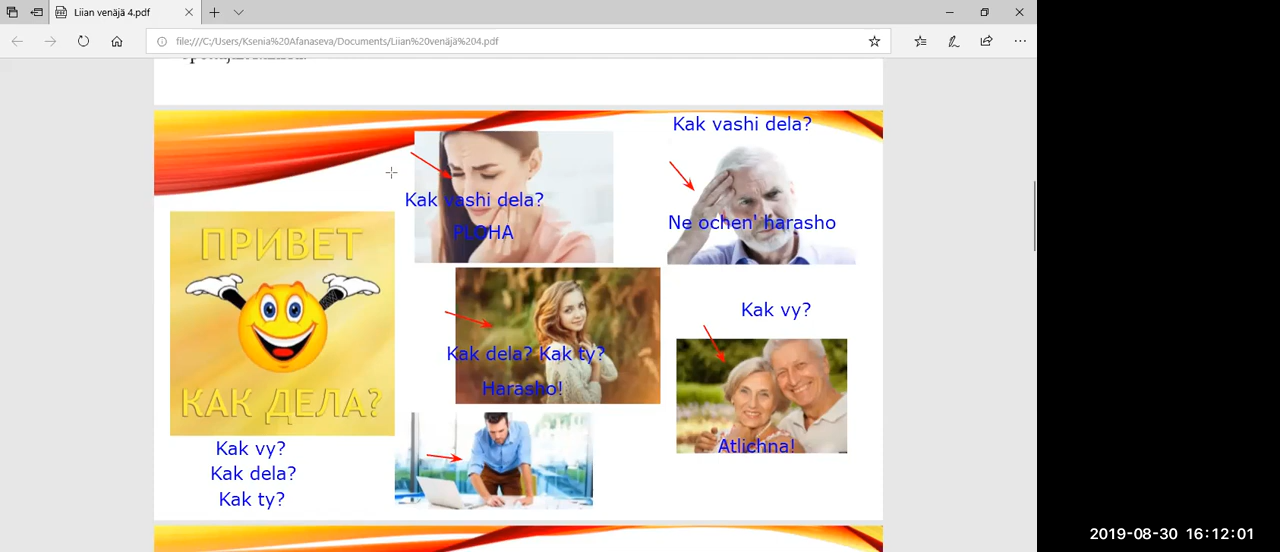 Liian venäjä 4.pdf
file:///C:/Users/Ksenia%20Afanaseva/Documents/Liian%20venäjä%204.pdf
Kak vashi dela?
Kak vashi dela?
PLOHA
Ne ochen' harasho
ПРИВЕТ
КАК ДЕЛА?
Kak dela? Kak ty?
Harasho!
Kak vy?
Atlichna!
Kak vy?
Kak dela?
Kak ty?
2019-08-30 16:12:01